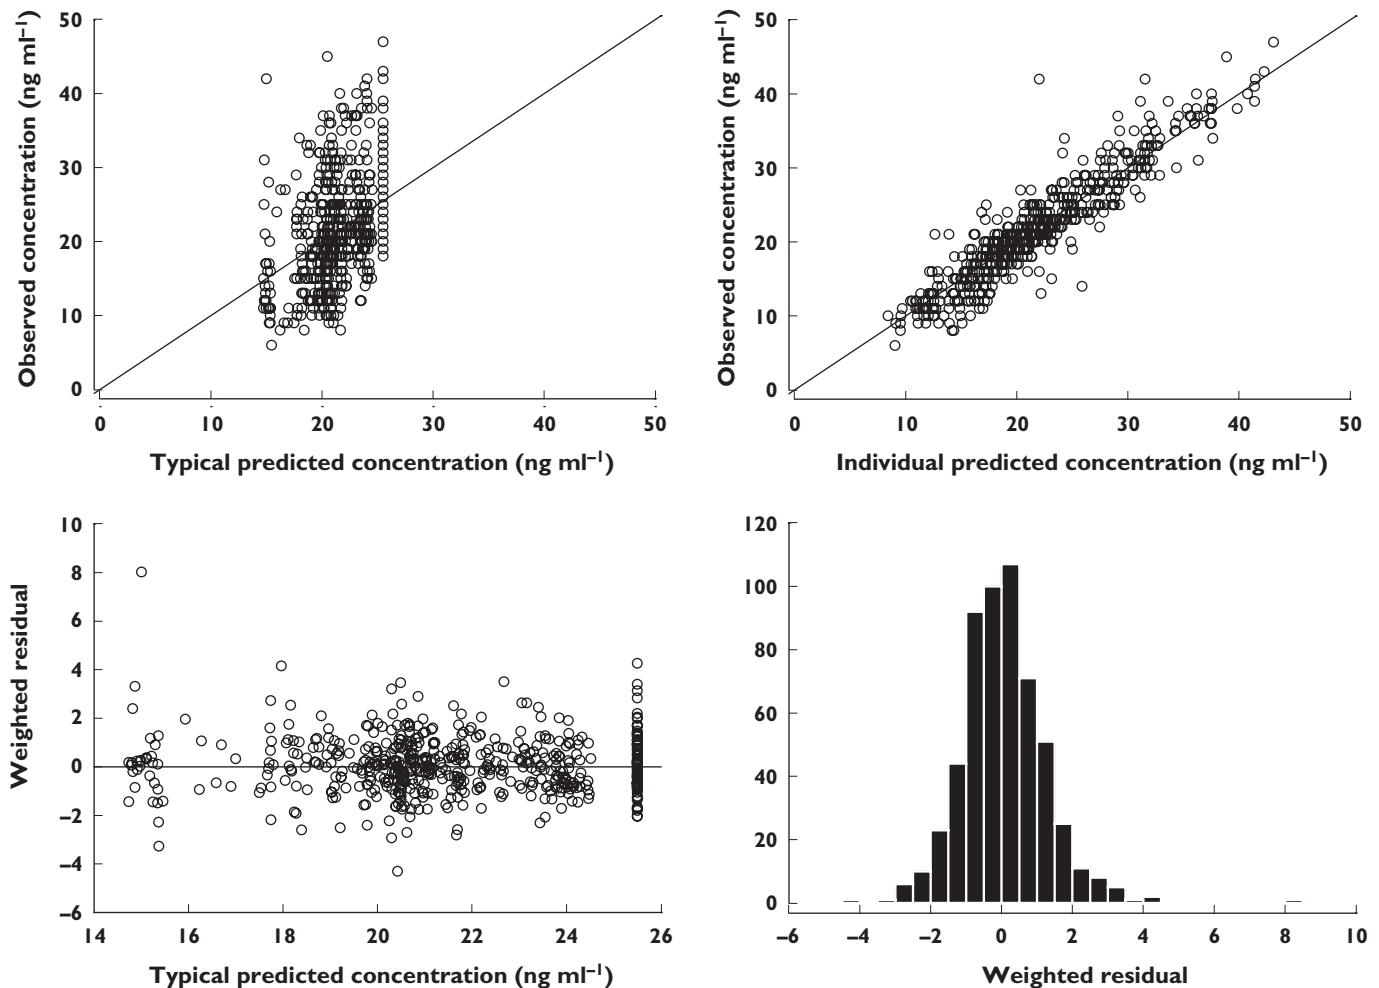 50
40
30
20
10
0
Observed concentration (ng ml⁻¹)
0 10 20 30 40 50
Typical predicted concentration (ng ml⁻¹)
50
40
30
20
10
0
Observed concentration (ng ml⁻¹)
0 10 20 30 40 50
Individual predicted concentration (ng ml⁻¹)
10
8
6
4
2
0
−2
−4
−6
Weighted residual
14 16 18 20 22 24 26
Typical predicted concentration (ng ml⁻¹)
120
100
80
60
40
20
0
−6 −4 −2 0 2 4 6 8 10
Weighted residual